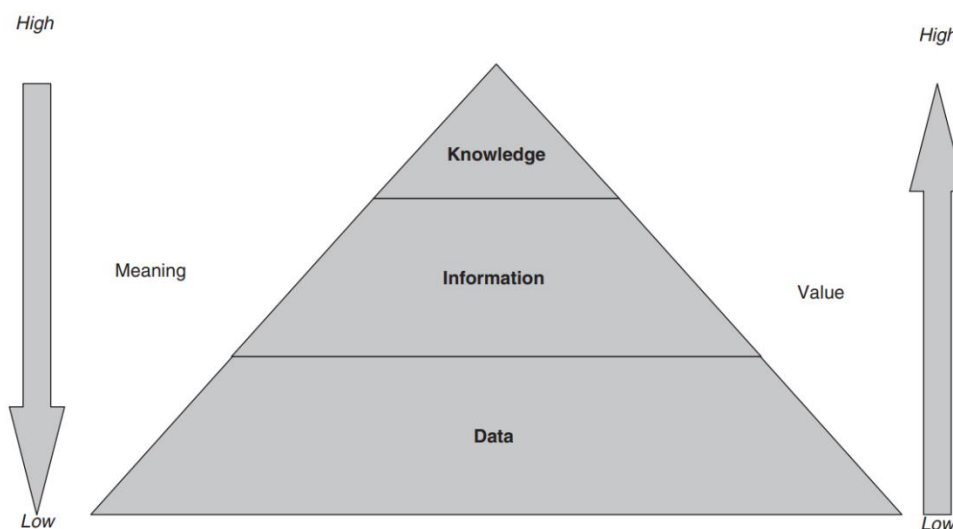 High
High
Knowledge
Meaning
Information
Value
Data
Low
Low